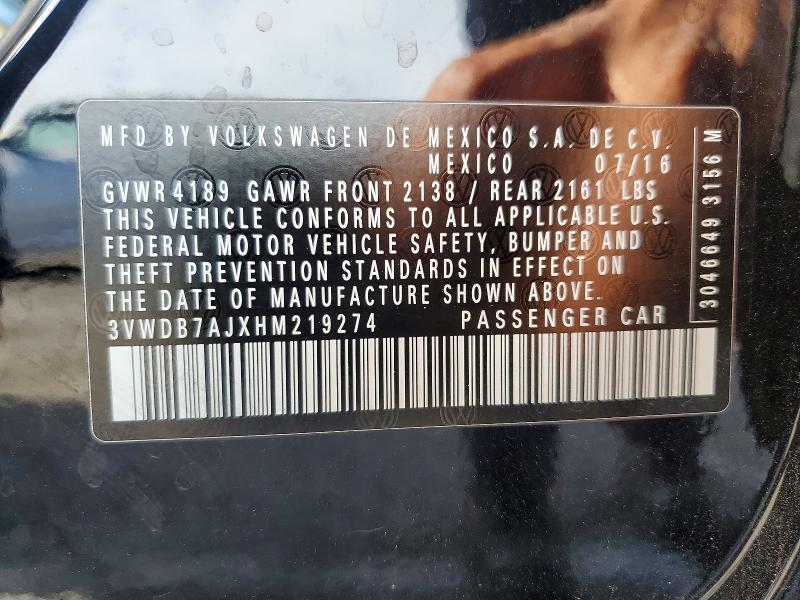 MFD BY VOLKSWAGEN DE MEXICO S.A. DE C.V.
MEXICO 07/16
GVWR 4189 GAWR FRONT 2138 / REAR 2161 LBS
THIS VEHICLE CONFORMS TO ALL APPLICABLE U.S.
FEDERAL MOTOR VEHICLE SAFETY, BUMPER AND
THEFT PREVENTION STANDARDS IN EFFECT ON
THE DATE OF MANUFACTURE SHOWN ABOVE.
3VWDB7AJXHM219274 PASSENGER CAR
3046649 3156 M